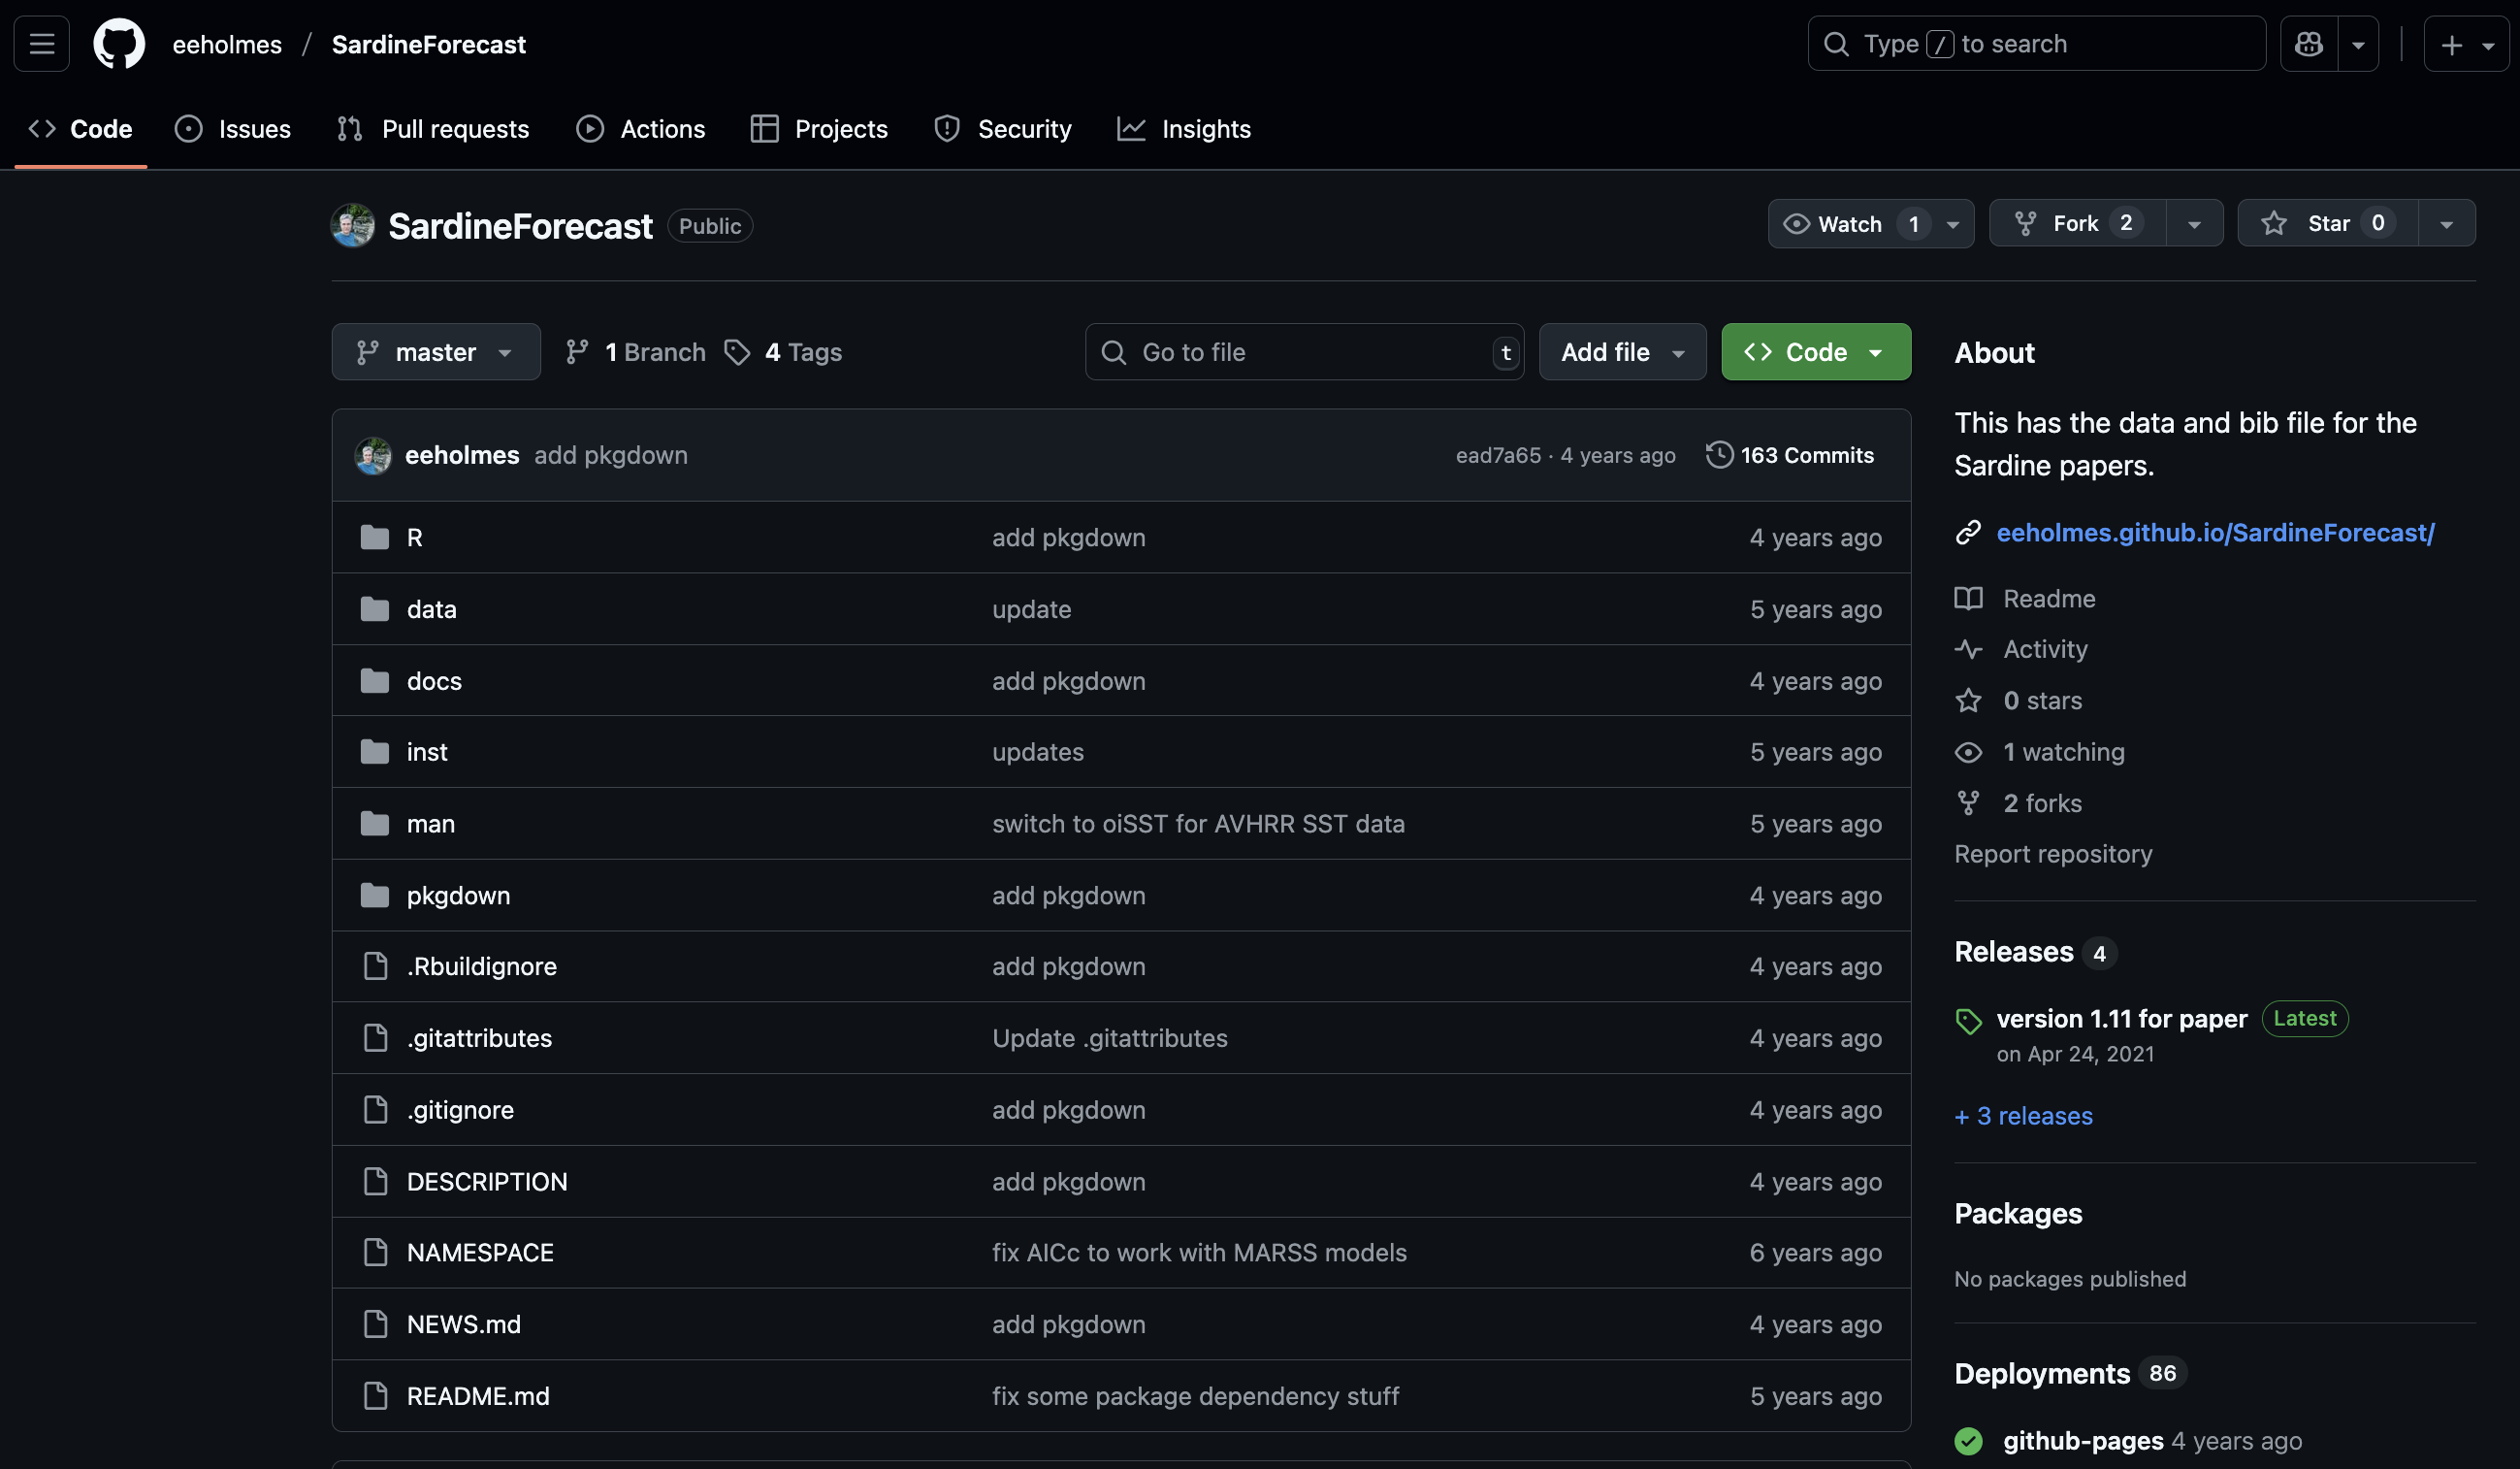 eeholmes / SardineForecast
Type / to search
Code Issues Pull requests Actions Projects Security Insights
SardineForecast Public
Watch 1 Fork 2 Star 0
master 1 Branch 4 Tags
Go to file t Add file Code
eeholmes add pkgdown ead7a65 · 4 years ago 163 Commits
R add pkgdown 4 years ago
data update 5 years ago
docs add pkgdown 4 years ago
inst updates 5 years ago
man switch to oiSST for AVHRR SST data 5 years ago
pkgdown add pkgdown 4 years ago
.Rbuildignore add pkgdown 4 years ago
.gitattributes Update .gitattributes 4 years ago
.gitignore add pkgdown 4 years ago
DESCRIPTION add pkgdown 4 years ago
NAMESPACE fix AICc to work with MARSS models 6 years ago
NEWS.md add pkgdown 4 years ago
README.md fix some package dependency stuff 5 years ago
About
This has the data and bib file for the
Sardine papers.
eeholmes.github.io/SardineForecast/
Readme
Activity
0 stars
1 watching
2 forks
Report repository
Releases 4
version 1.11 for paper Latest
on Apr 24, 2021
+ 3 releases
Packages
No packages published
Deployments 86
github-pages 4 years ago